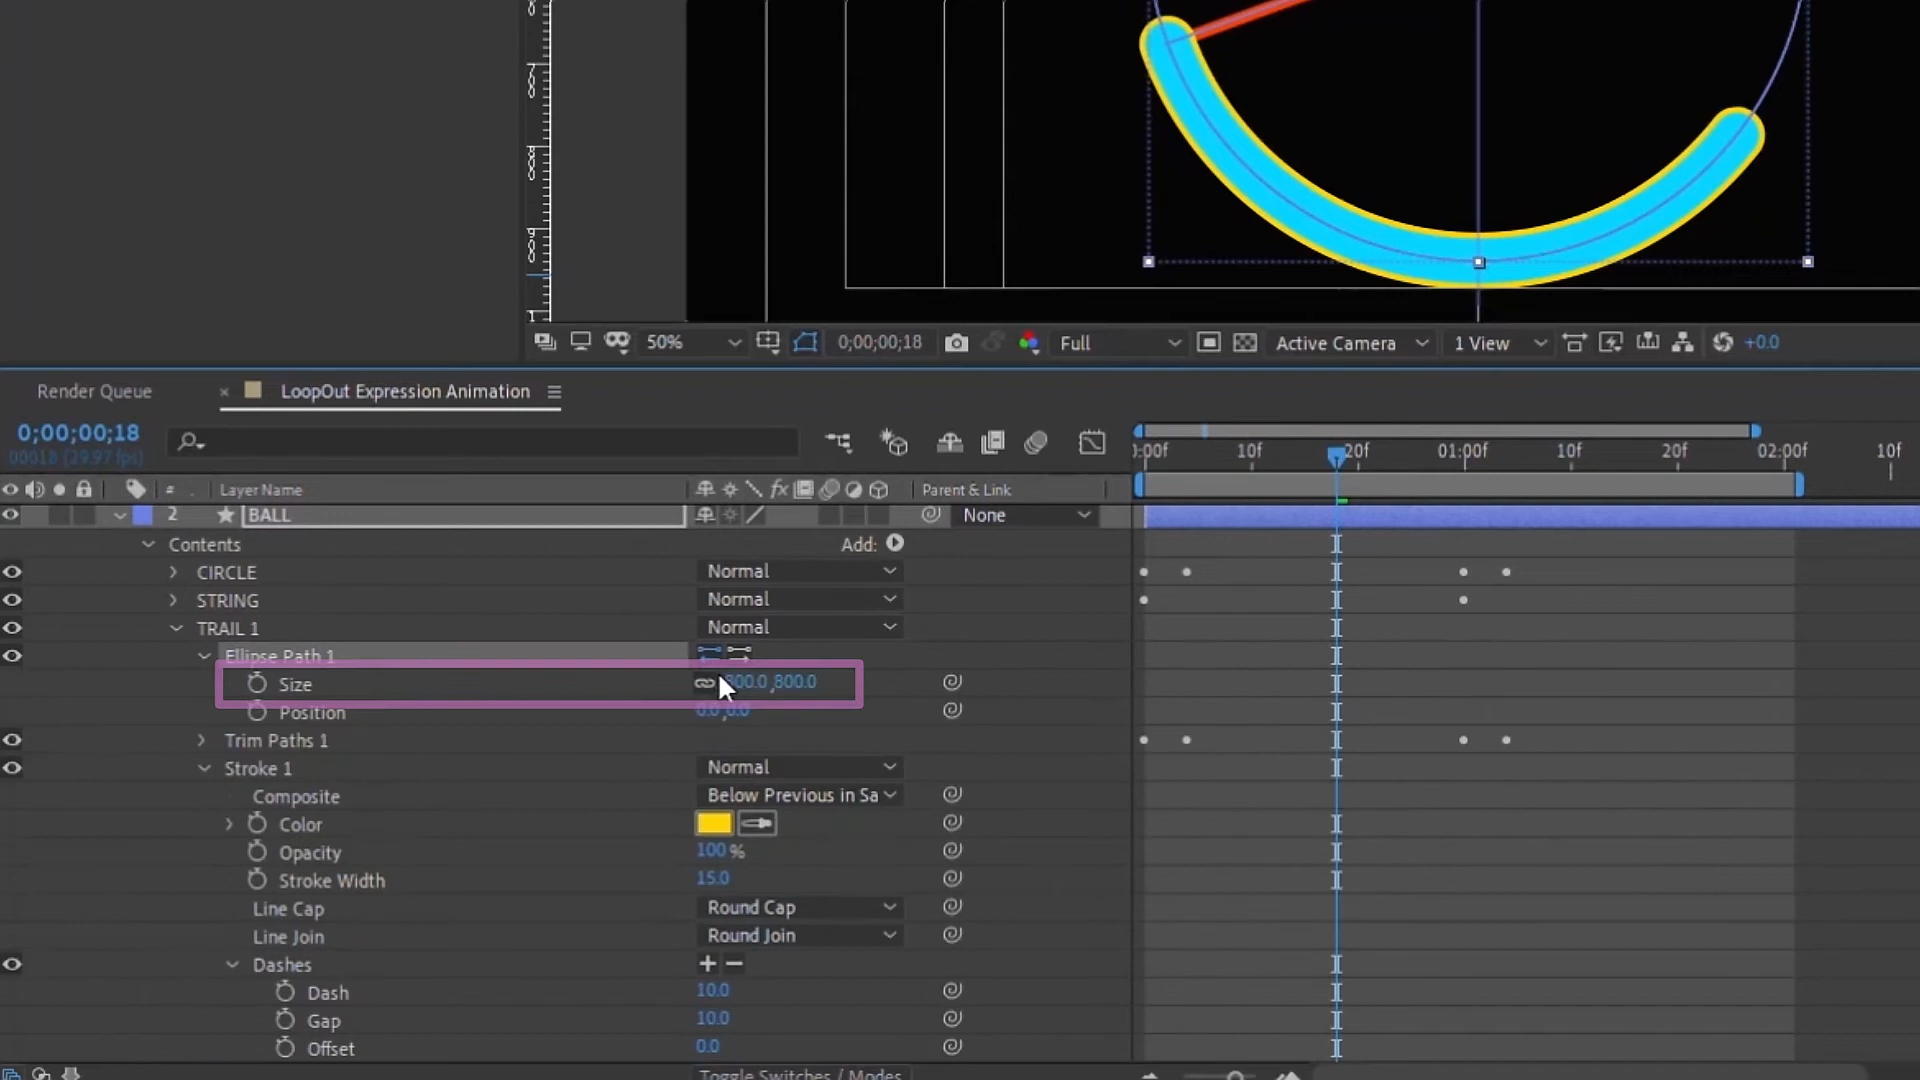 50%
0;00;00;18
Full
Active Camera
1 View
+0.0
Render Queue
LoopOut Expression Animation
0;00;00;18
00018 (29.97 fps)
:00f 10f 20f 01:00f 10f 20f 02:00f 10f
# . Layer Name fx Parent & Link
2 BALL None
Contents Add:
CIRCLE Normal
STRING Normal
TRAIL 1 Normal
Ellipse Path 1
Size 800.0,800.0
Position 0.0,0.0
Trim Paths 1
Stroke 1 Normal
Composite Below Previous in Sa
Color
Opacity 100 %
Stroke Width 15.0
Line Cap Round Cap
Line Join Round Join
Dashes + −
Dash 10.0
Gap 10.0
Offset 0.0
Toggle Switches / Modes